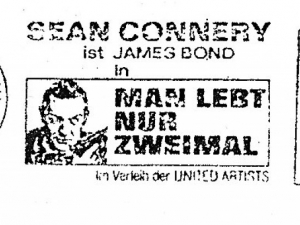 SEAN CONNERY
ist JAMES BOND
in
MAN LEBT
NUR
ZWEIMAL
Im Verleih der UNITED ARTISTS